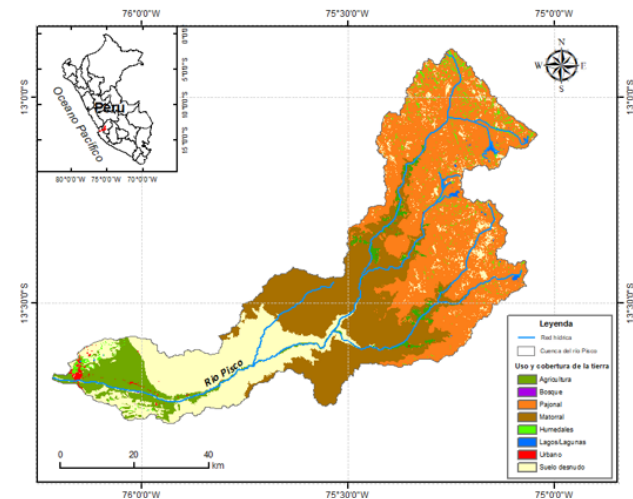 76°0'0"W 75°30'0"W 75°0'0"W
Perú
Oceano Pacífico
80°0'0"W 75°0'0"W 70°0'0"W
N
W E
S
13°0'0"S 13°0'0"S
13°30'0"S 13°30'0"S
Río Pisco
0 20 40
km
Leyenda
Red hídrica
Cuenca del río Pisco
Uso y cobertura de la tierra
Agricultura
Bosque
Pajonal
Matorral
Humedales
Lagos/Lagunas
Urbano
Suelo desnudo
76°0'0"W 75°30'0"W 75°0'0"W